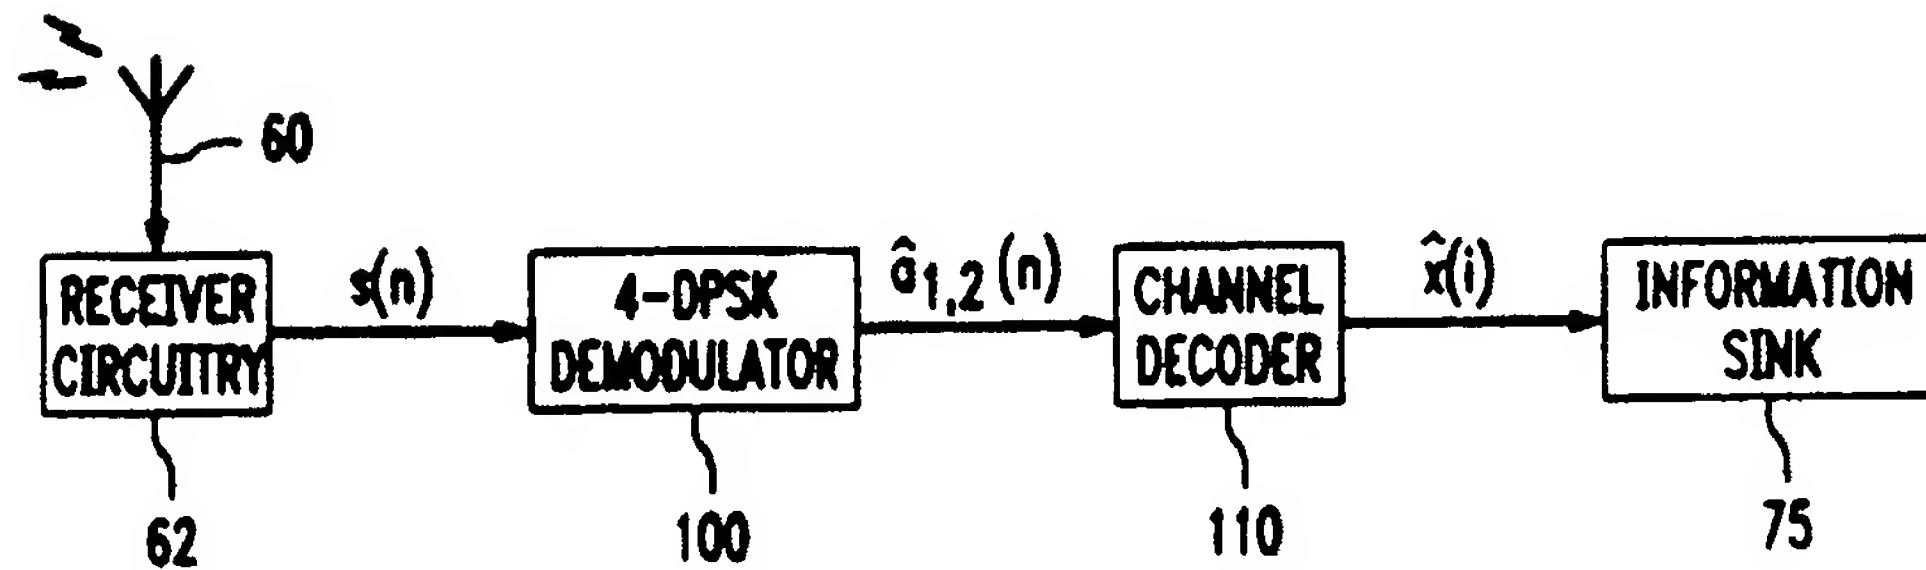 60
RECEIVER
CIRCUITRY
s(n)
4-DPSK
DEMODULATOR
â1,2(n)
CHANNEL
DECODER
x̂(i)
INFORMATION
SINK
62
100
110
75